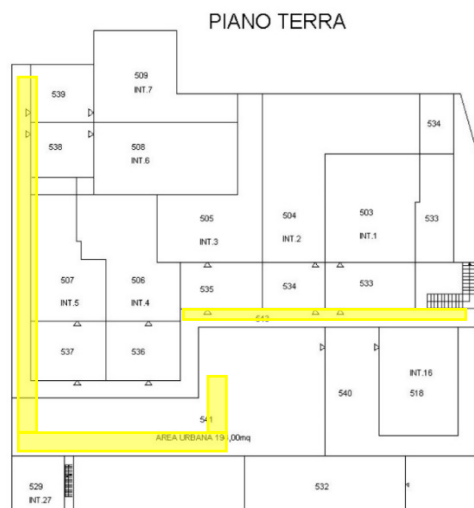 PIANO TERRA
509
INT.7
539
534
538
508
INT.6
505
INT.3
504
INT.2
503
INT.1
533
507
INT.5
506
INT.4
535
534
533
537
536
INT.16
518
540
541
AREA URBANA
529
INT.27
532